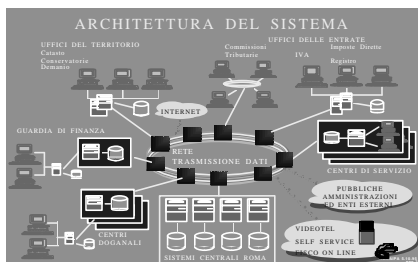 ARCHITETTURA DEL SISTEMA
UFFICI DEL TERRITORIO
Catasto
Conservatorie
Demanio
UFFICI DELLE ENTRATE
Commissioni
Tributarie
IVA
Imposte Dirette
Registro
INTERNET
GUARDIA DI FINANZA
RETE
TRASMISSIONE DATI
CENTRI DI SERVIZIO
PUBBLICHE
AMMINISTRAZIONI
ED ENTI ESTERNI
CENTRI
DOGANALI
VIDEOTEL
SELF SERVICE
FISCO ON LINE
SISTEMI CENTRALI ROMA